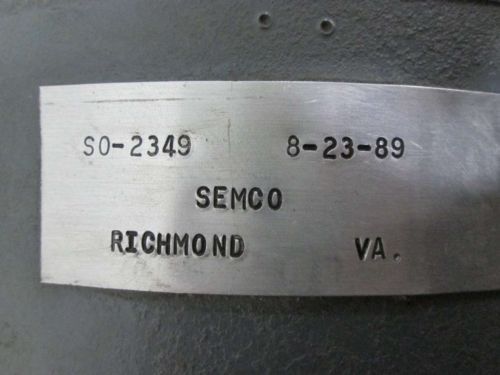 SO-2349 8-23-89
SEMCO
RICHMOND VA.